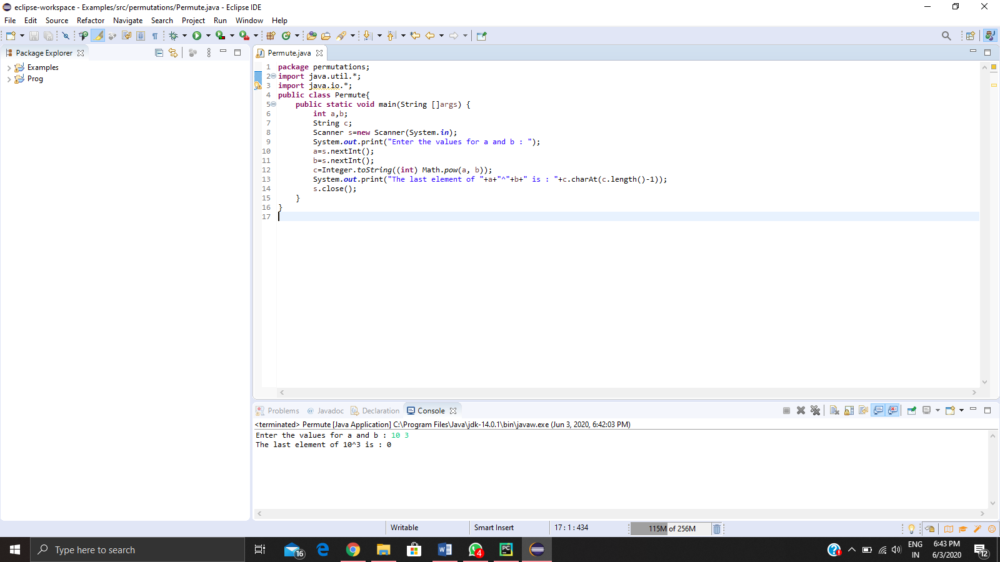 eclipse-workspace - Examples/src/permutations/Permute.java - Eclipse IDE
File Edit Source Refactor Navigate Search Project Run Window Help
Package Explorer
Examples
Prog
Permute.java
1 package permutations;
2 import java.util.*;
3 import java.io.*;
4 public class Permute{
5 public static void main(String []args) {
6 int a,b;
7 String c;
8 Scanner s=new Scanner(System.in);
9 System.out.print("Enter the values for a and b : ");
10 a=s.nextInt();
11 b=s.nextInt();
12 c=Integer.toString((int) Math.pow(a, b));
13 System.out.print("The last element of "+a+"^"+b+" is : "+c.charAt(c.length()-1));
14 s.close();
15 }
16 }
17
Problems @ Javadoc Declaration Console
<terminated> Permute [Java Application] C:\Program Files\Java\jdk-14.0.1\bin\javaw.exe (Jun 3, 2020, 6:42:03 PM)
Enter the values for a and b : 10 3
The last element of 10^3 is : 0
Writable Smart Insert 17 : 1 : 434 115M of 256M
Type here to search 16 4 PC ENG IN 6:43 PM 6/3/2020 12